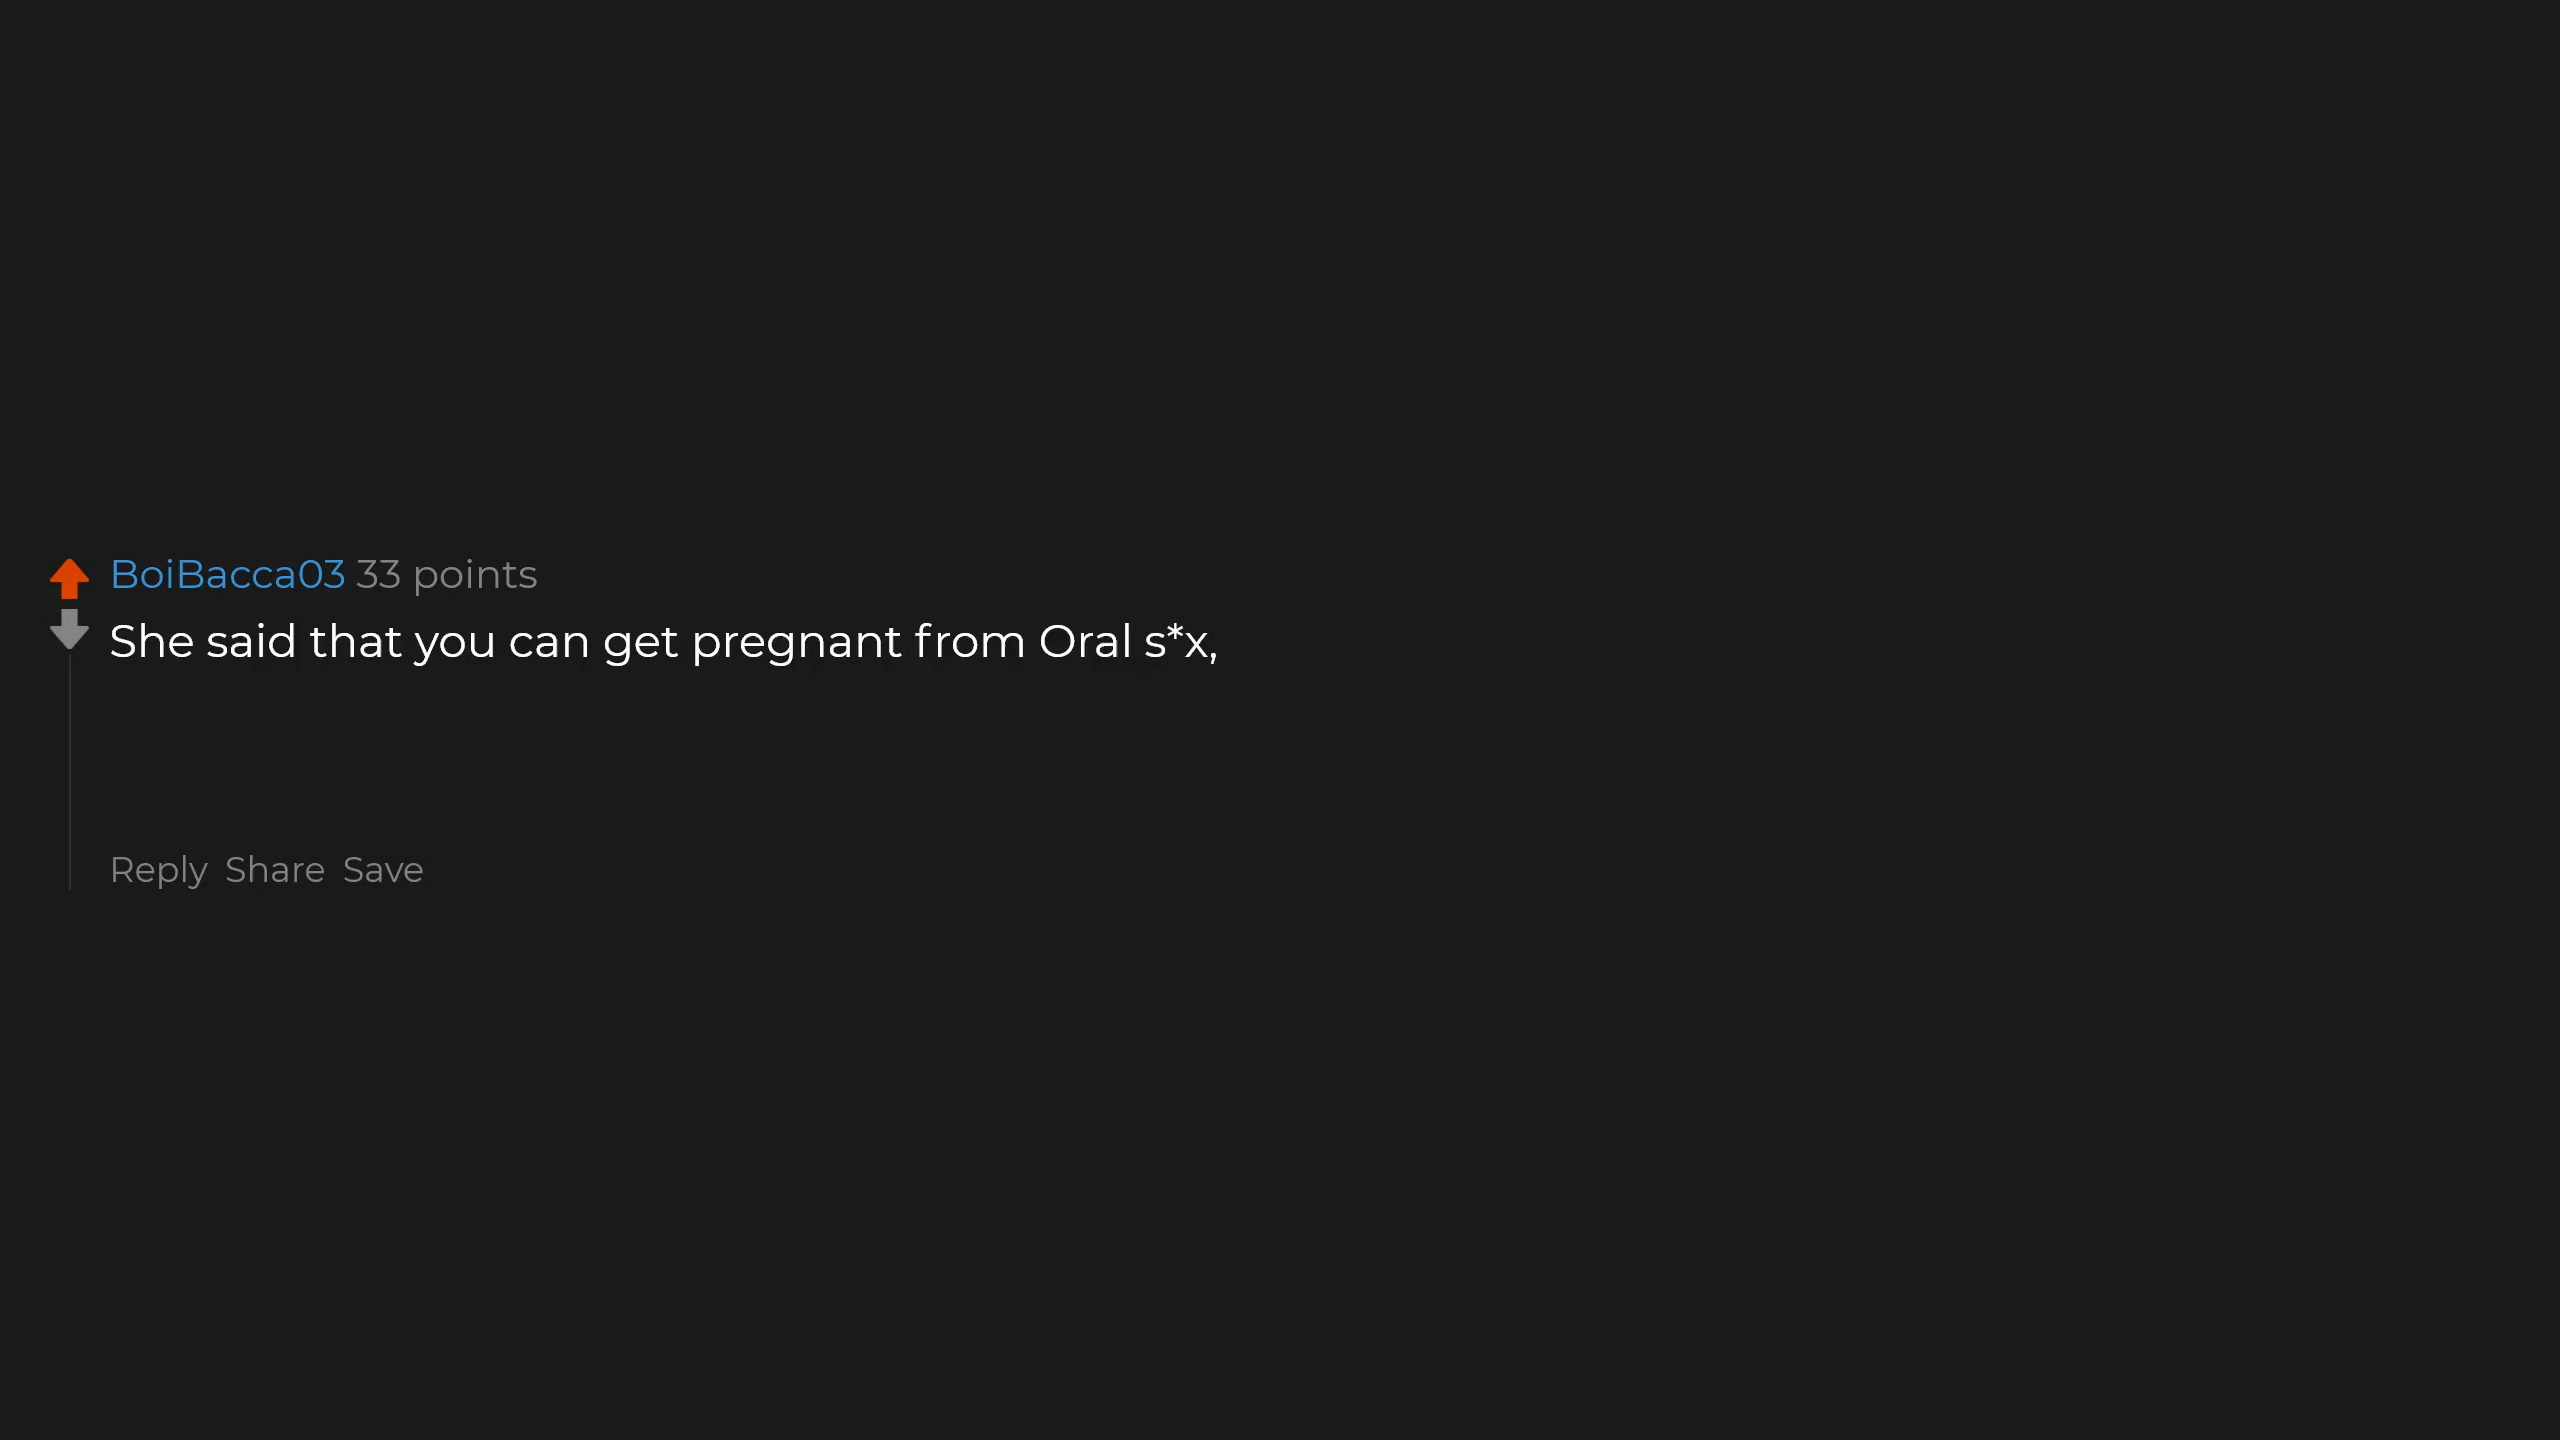 BoiBacca03 33 points
She said that you can get pregnant from Oral s*x,
Reply Share Save